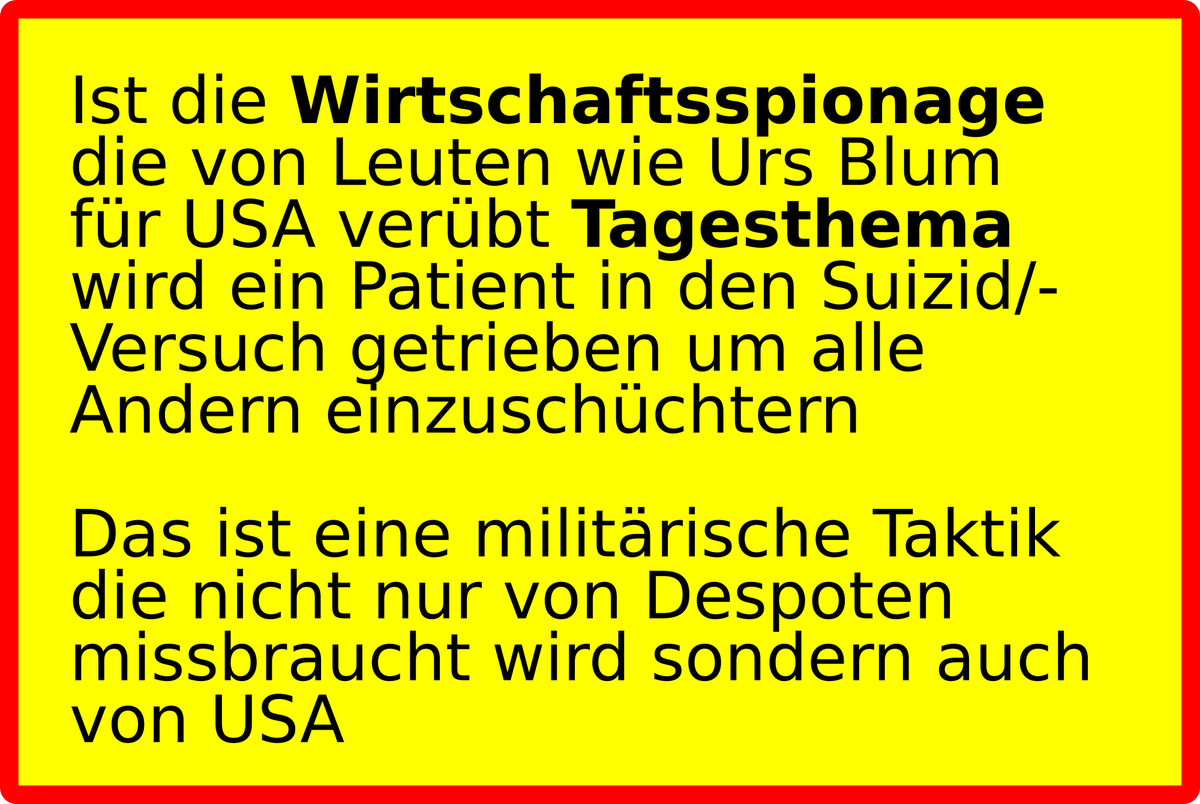 Ist die Wirtschaftsspionage
die von Leuten wie Urs Blum
für USA verübt Tagesthema
wird ein Patient in den Suizid/-
Versuch getrieben um alle
Andern einzuschüchtern
Das ist eine militärische Taktik
die nicht nur von Despoten
missbraucht wird sondern auch
von USA